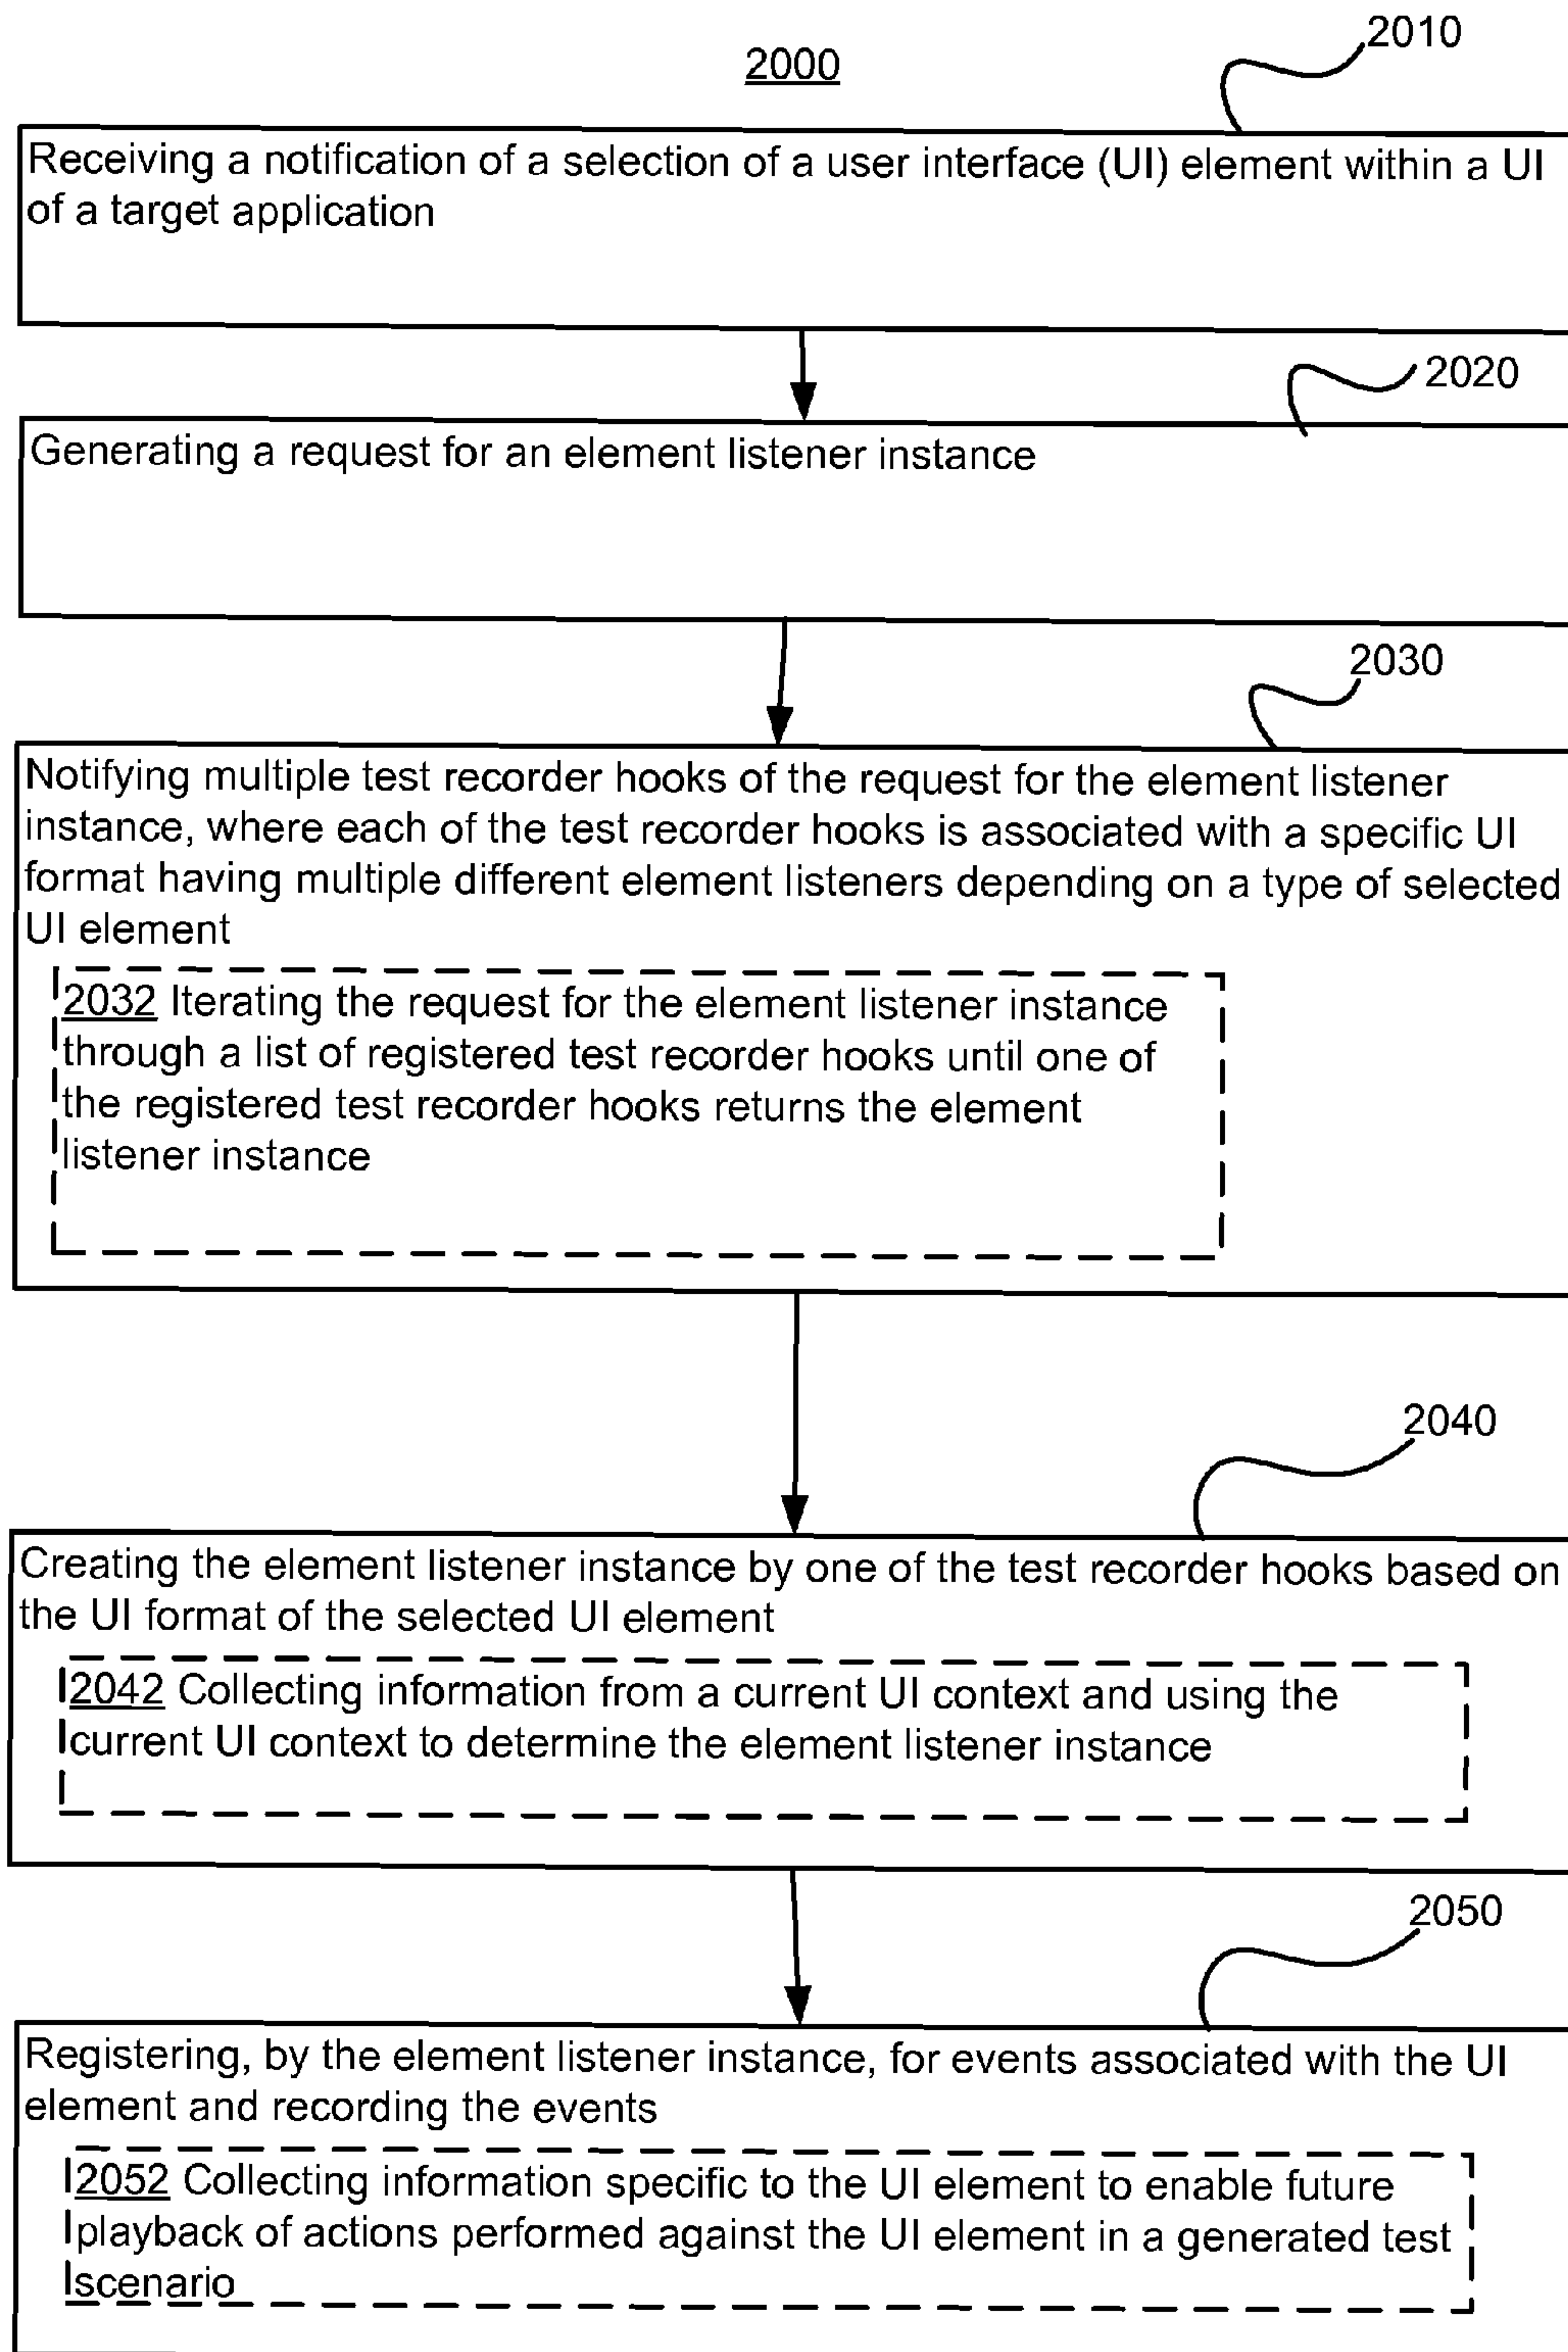 2010
2000
Receiving a notification of a selection of a user interface (UI) element within a UI
of a target application
2020
Generating a request for an element listener instance
2030
Notifying multiple test recorder hooks of the request for the element listener
instance, where each of the test recorder hooks is associated with a specific UI
format having multiple different element listeners depending on a type of selected
UI element
2032 Iterating the request for the element listener instance
through a list of registered test recorder hooks until one of
the registered test recorder hooks returns the element
listener instance
2040
Creating the element listener instance by one of the test recorder hooks based on
the UI format of the selected UI element
2042 Collecting information from a current UI context and using the
current UI context to determine the element listener instance
2050
Registering, by the element listener instance, for events associated with the UI
element and recording the events
2052 Collecting information specific to the UI element to enable future
playback of actions performed against the UI element in a generated test
scenario